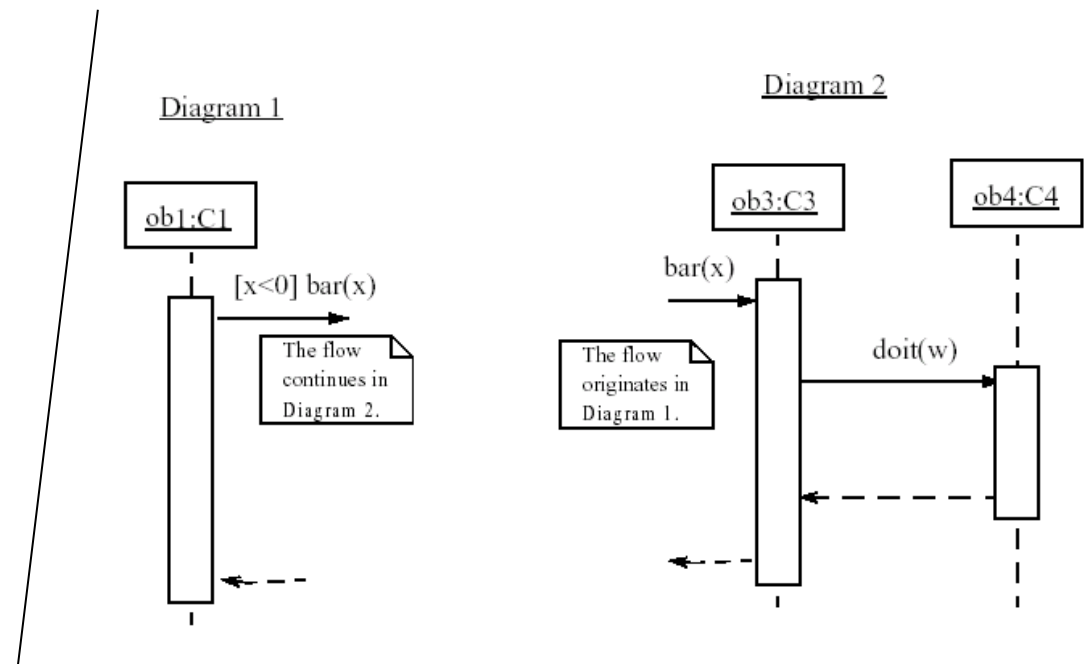 Diagram 1
ob1:C1
[x<0] bar(x)
The flow
continues in
Diagram 2.
Diagram 2
ob3:C3
ob4:C4
bar(x)
The flow
originates in
Diagram 1.
doit(w)